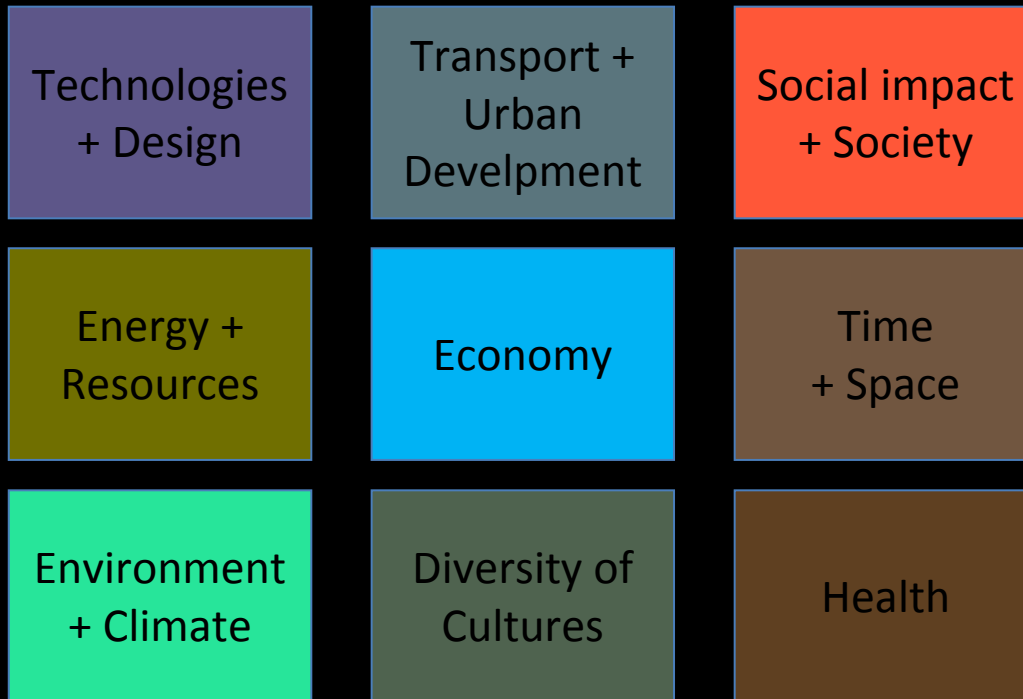 Technologies
+ Design
Transport +
Urban
Develpment
Social impact
+ Society
Energy +
Resources
Economy
Time
+ Space
Environment
+ Climate
Diversity of
Cultures
Health